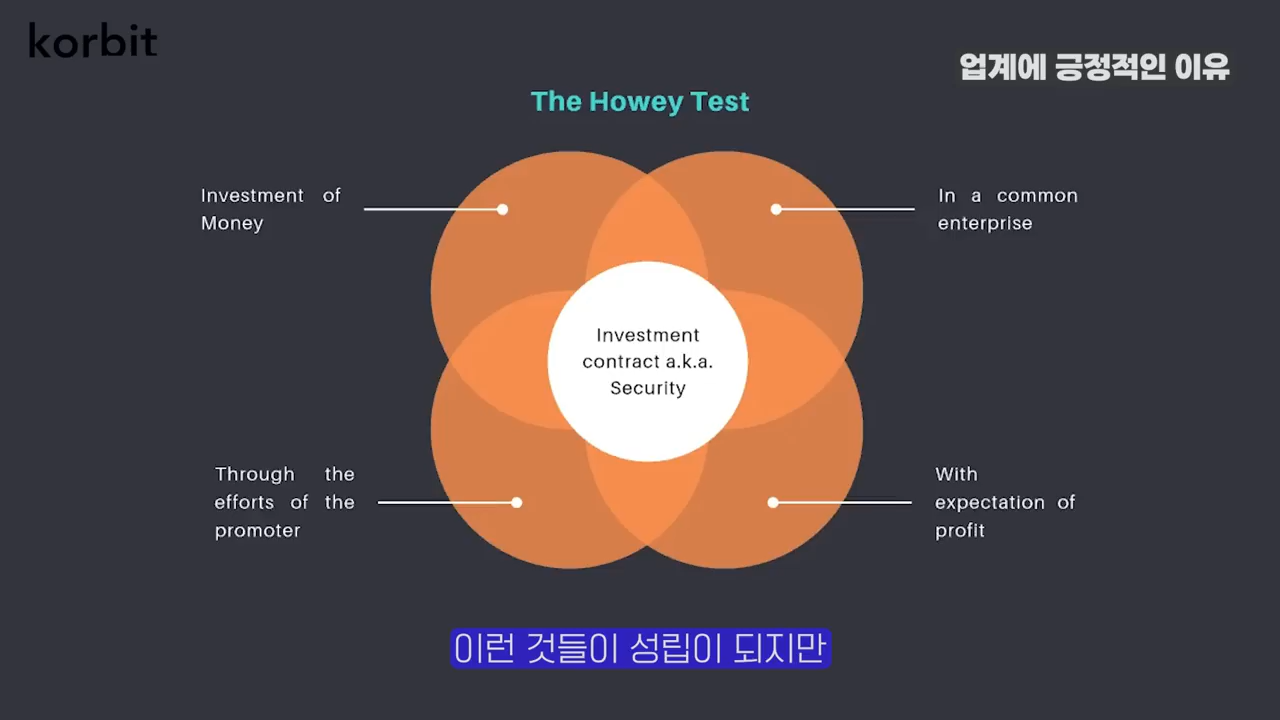 korbit
업계에 긍정적인 이유
The Howey Test
Investment of
Money
In a common
enterprise
Investment
contract a.k.a.
Security
Through the
efforts of the
promoter
With
expectation of
profit
이런 것들이 성립이 되지만